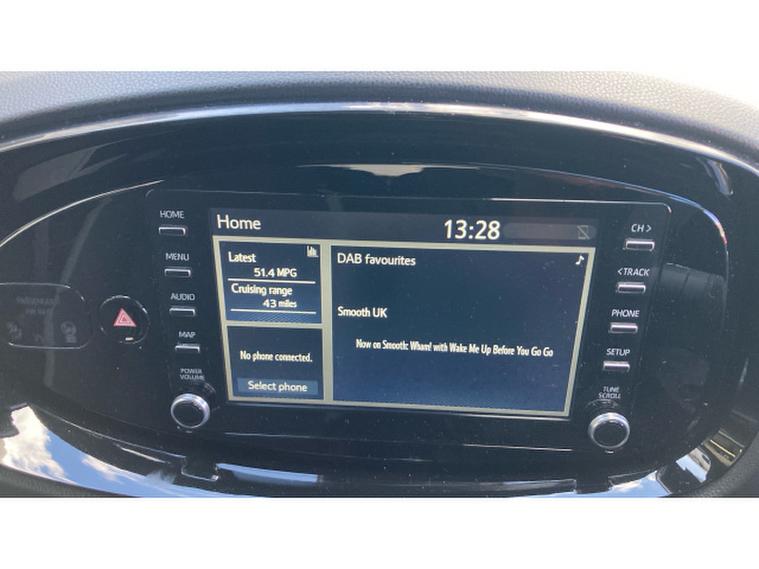 HOME
MENU
AUDIO
MAP
POWER
VOLUME
Home
13:28
Latest
51.4 MPG
Cruising range
43 miles
No phone connected.
Select phone
DAB favourites
Smooth UK
Now on Smooth: Wham! with Wake Me Up Before You Go Go
CH >
<TRACK
PHONE
SETUP
TUNE
SCROLL
PASSENGER